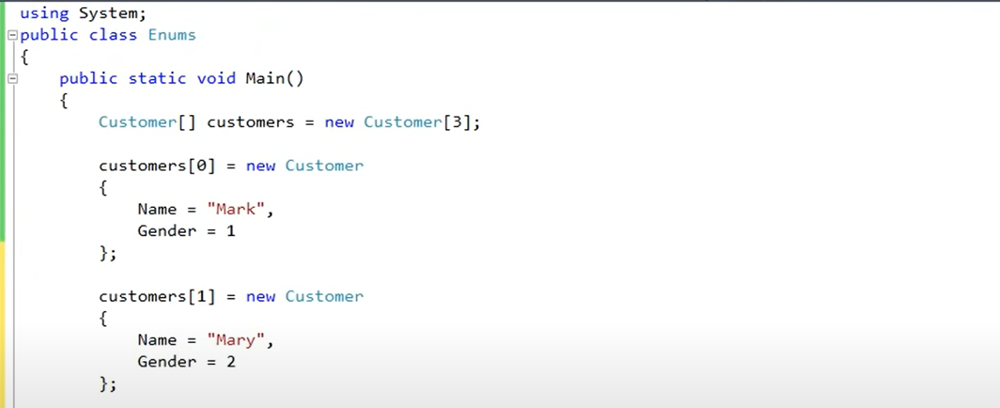 using System;
public class Enums
{
    public static void Main()
    {
        Customer[] customers = new Customer[3];
        customers[0] = new Customer
        {
            Name = "Mark",
            Gender = 1
        };
        customers[1] = new Customer
        {
            Name = "Mary",
            Gender = 2
        };